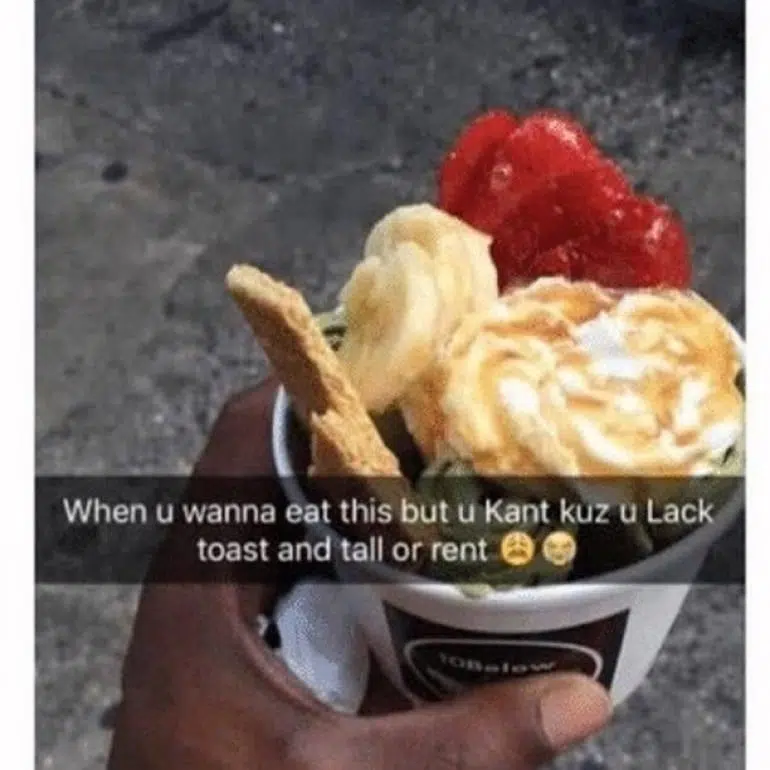 When u wanna eat this but u Kant kuz u Lack
toast and tall or rent 😩😭
10Below